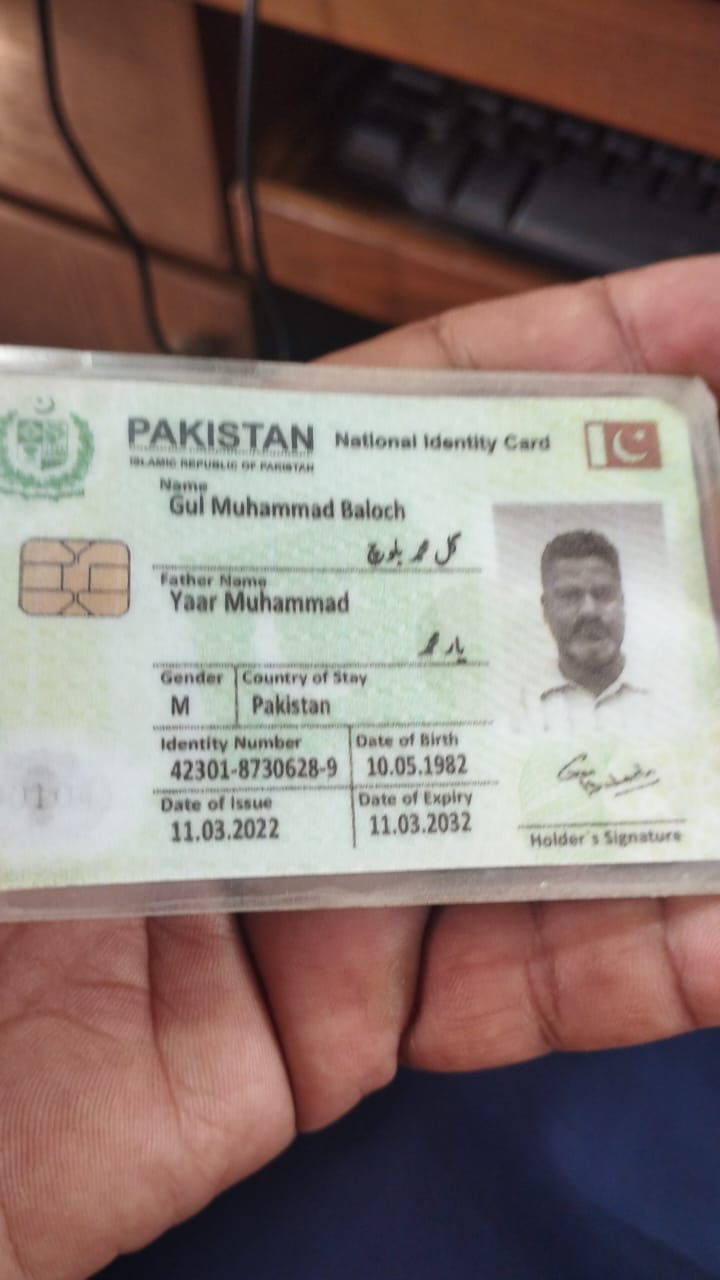 PAKISTAN National Identity Card
ISLAMIC REPUBLIC OF PAKISTAN
Name
Gul Muhammad Baloch
گل محمد بلوچ
Father Name
Yaar Muhammad
یار محمد
Gender Country of Stay
M Pakistan
Identity Number Date of Birth
42301-8730628-9 10.05.1982
Date of Issue Date of Expiry
11.03.2022 11.03.2032
Holder's Signature